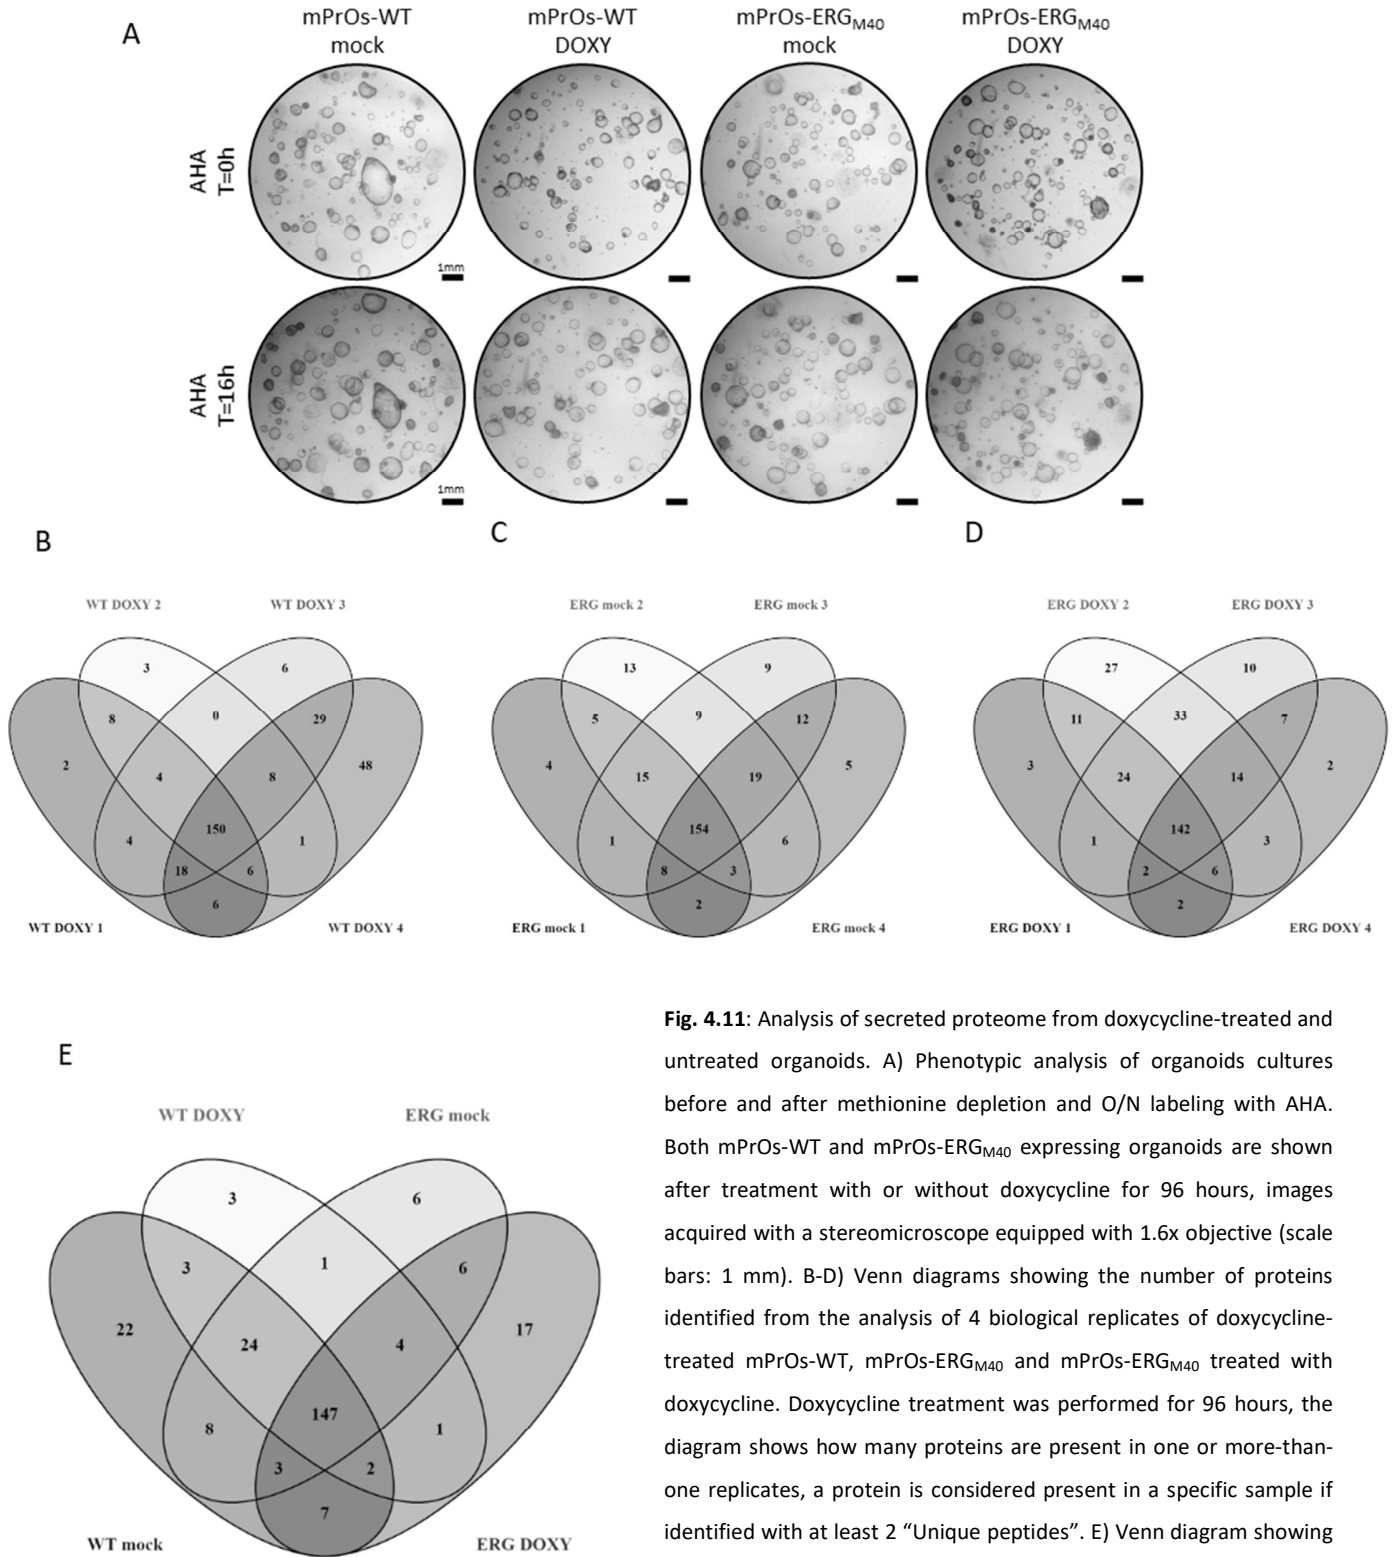 A
mPrOs-WT
mock
mPrOs-WT
DOXY
mPrOs-ERGM40
mock
mPrOs-ERGM40
DOXY
AHA
T=0h
1mm
AHA
T=16h
1mm
B
WT DOXY 2
WT DOXY 3
3
6
8
0
29
2
4
8
48
150
4
1
18
6
6
WT DOXY 1
WT DOXY 4
C
ERG mock 2
ERG mock 3
13
9
5
9
12
4
15
19
5
154
1
6
8
3
2
ERG mock 1
ERG mock 4
D
ERG DOXY 2
ERG DOXY 3
27
10
11
33
7
3
24
14
2
142
1
3
2
6
2
ERG DOXY 1
ERG DOXY 4
E
WT DOXY
ERG mock
3
6
3
1
6
22
24
4
17
147
8
1
3
2
7
WT mock
ERG DOXY
Fig. 4.11: Analysis of secreted proteome from doxycycline-treated and
untreated organoids. A) Phenotypic analysis of organoids cultures
before and after methionine depletion and O/N labeling with AHA.
Both mPrOs-WT and mPrOs-ERGM40 expressing organoids are shown
after treatment with or without doxycycline for 96 hours, images
acquired with a stereomicroscope equipped with 1.6x objective (scale
bars: 1 mm). B-D) Venn diagrams showing the number of proteins
identified from the analysis of 4 biological replicates of doxycycline-
treated mPrOs-WT, mPrOs-ERGM40 and mPrOs-ERGM40 treated with
doxycycline. Doxycycline treatment was performed for 96 hours, the
diagram shows how many proteins are present in one or more-than-
one replicates, a protein is considered present in a specific sample if
identified with at least 2 “Unique peptides”. E) Venn diagram showing